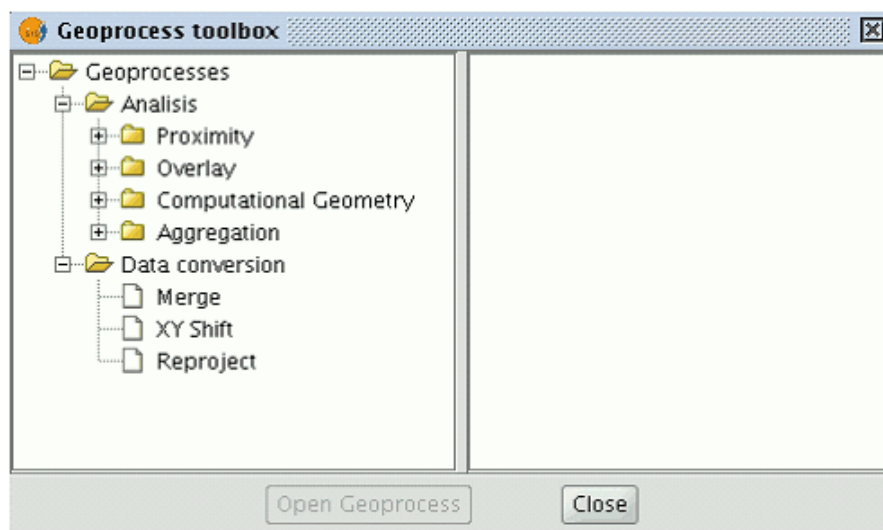 Geoprocess toolbox
Geoprocesses
Analisis
Proximity
Overlay
Computational Geometry
Aggregation
Data conversion
Merge
XY Shift
Reproject
Open Geoprocess Close